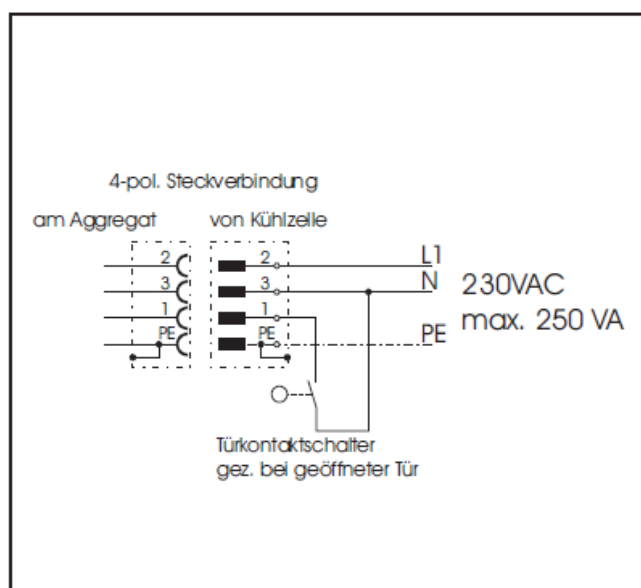 4-pol. Steckverbindung
am Aggregat von Kühlzelle
2 2 L1
3 3 N
1 1
PE PE PE
230VAC
max. 250 VA
Türkontaktschalter
gez. bei geöffneter Tür